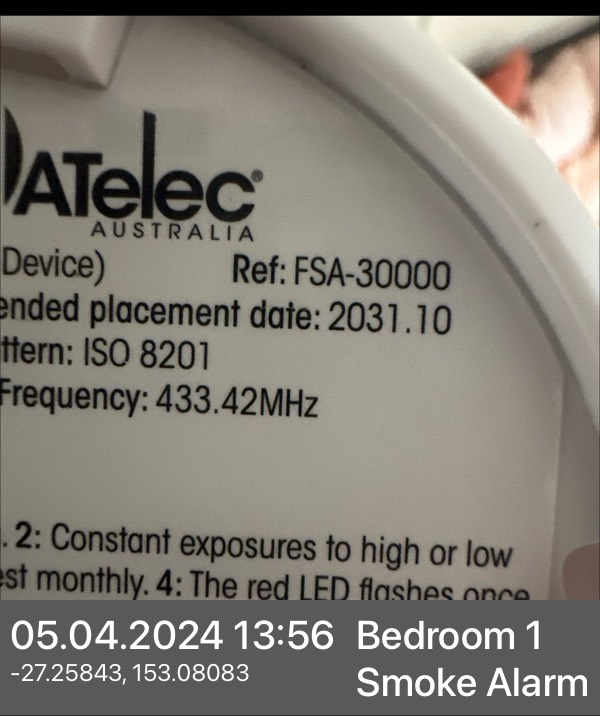 ATelec®
AUSTRALIA
Device) Ref: FSA-30000
ended placement date: 2031.10
ttern: ISO 8201
Frequency: 433.42MHz
. 2: Constant exposures to high or low
est monthly. 4: The red LED flashes once
05.04.2024 13:56 Bedroom 1
-27.25843, 153.08083 Smoke Alarm